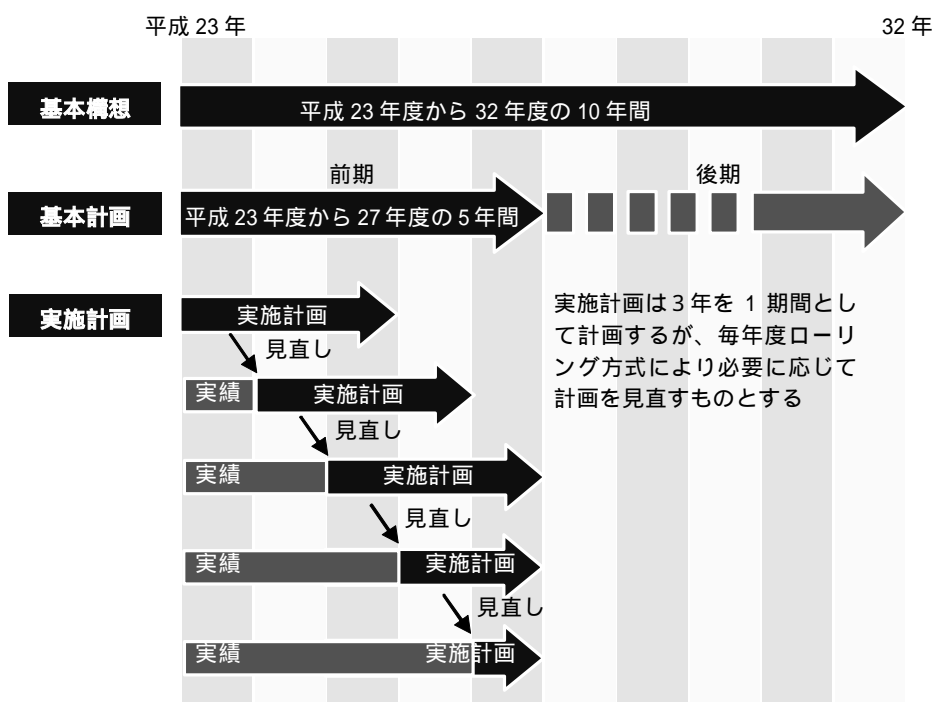 平成 23 年
32 年
基本構想
平成 23 年度から 32 年度の 10 年間
前期
後期
基本計画
平成 23 年度から 27 年度の 5 年間
実施計画
実施計画
実施計画は3年を 1 期間とし
て計画するが、毎年度ローリ
ング方式により必要に応じて
計画を見直すものとする
見直し
実績
実施計画
見直し
実績
実施計画
見直し
実績
実施計画
見直し
実績
実施計画